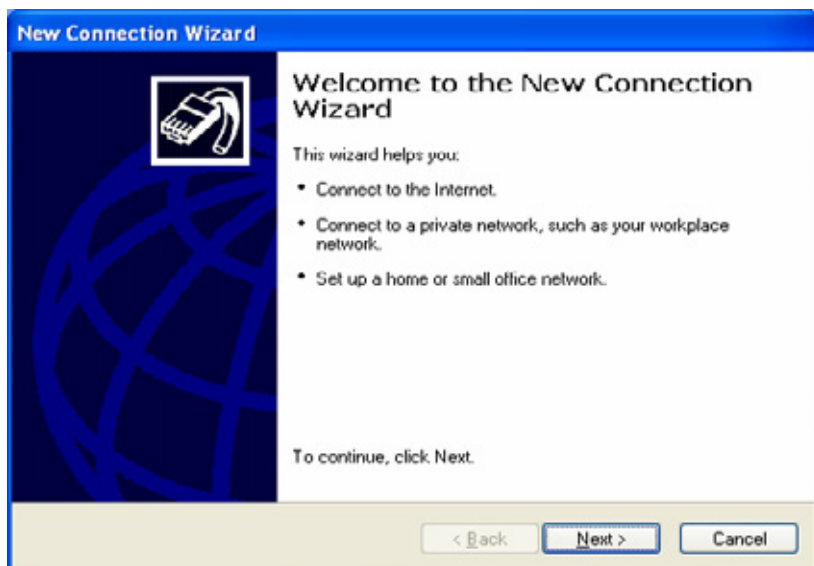 New Connection Wizard
Welcome to the New Connection
Wizard
This wizard helps you:
• Connect to the Internet.
• Connect to a private network, such as your workplace
network.
• Set up a home or small office network.
To continue, click Next.
< Back
Next >
Cancel